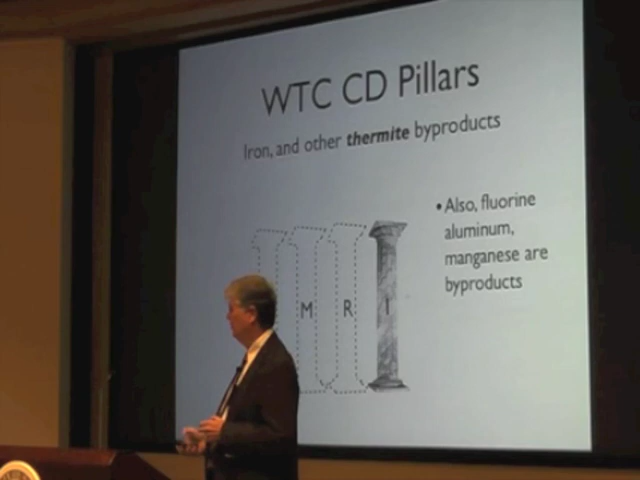 WTC CD Pillars
Iron, and other thermite byproducts
• Also, fluorine
aluminum,
manganese are
byproducts
M R I